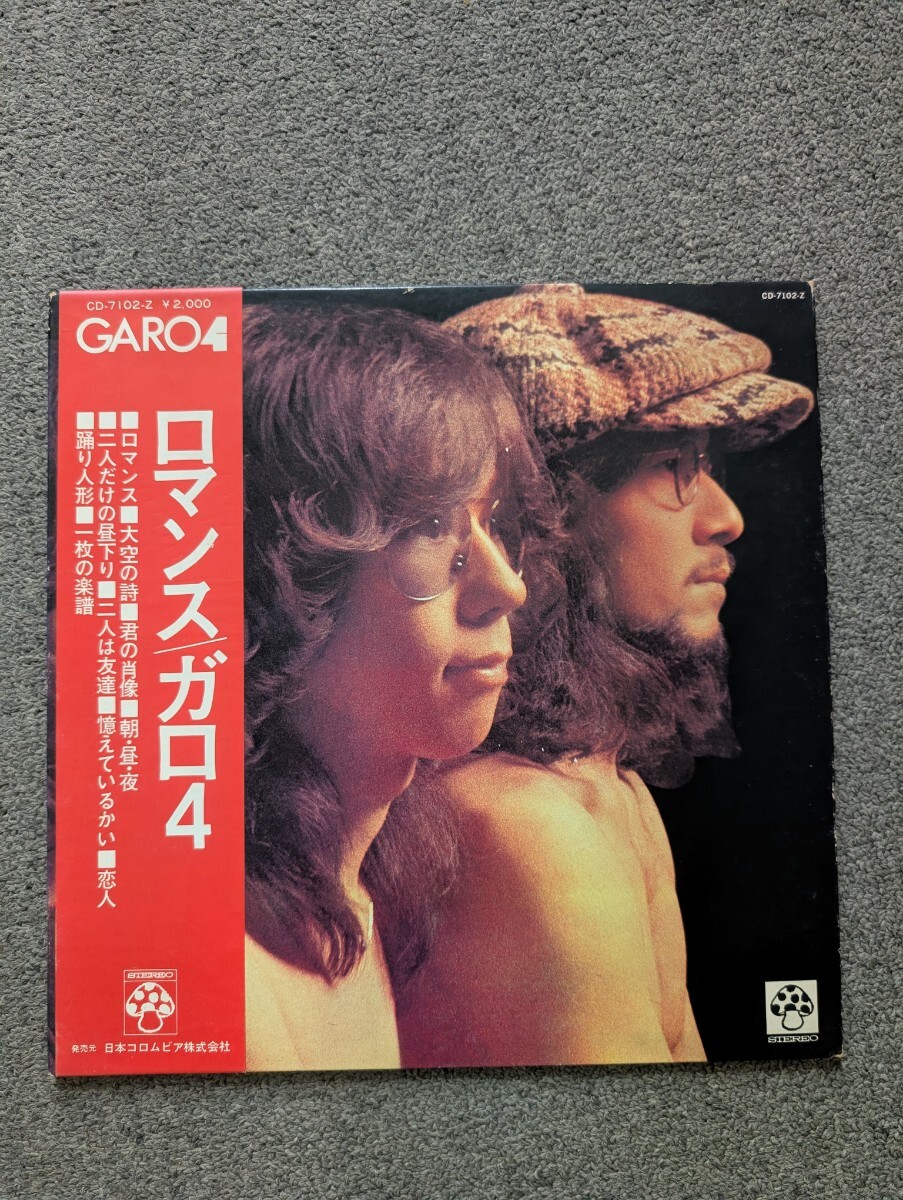 CD-7102-Z ¥2,000
GARO4
ロマンス/ガロ4
■ロマンス■大空の詩■君の肖像■朝・昼・夜
■二人だけの昼下り■二人は友達■憶えているかい■恋人
■踊り人形■一枚の楽譜
STEREO
発売元 日本コロムビア株式会社
CD-7102-Z
STEREO